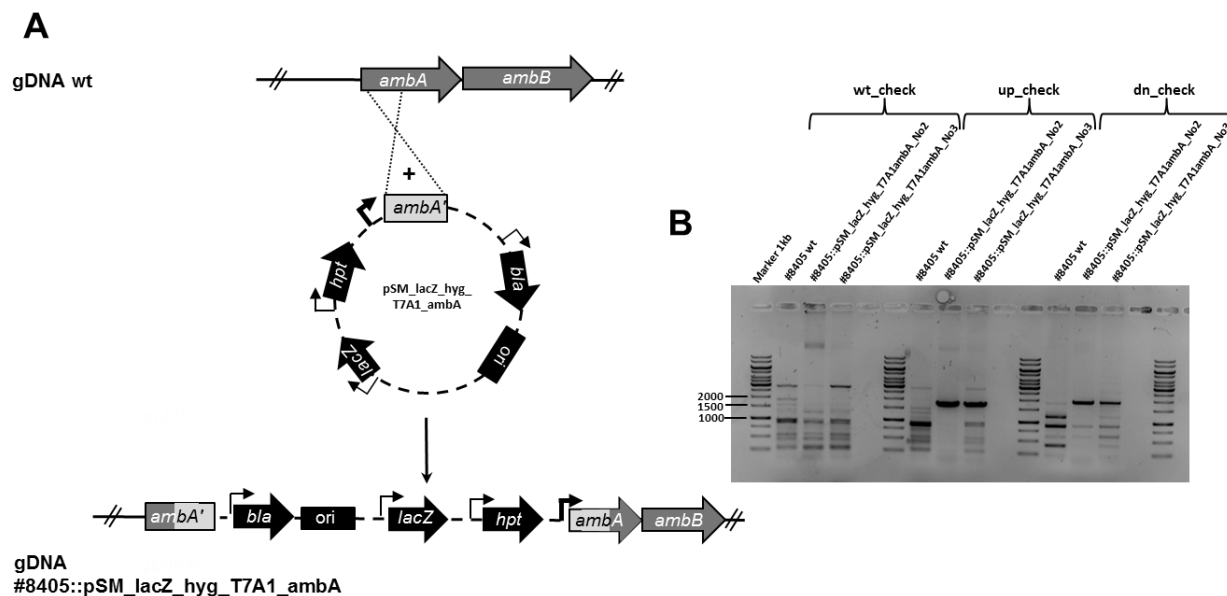 A
gDNA wt
ambA
ambB
+
ambA'
hpt
bla
pSM_lacZ_hyg_
T7A1_ambA
lacZ
ori
ambA'
bla
ori
lacZ
hpt
ambA
ambB
gDNA
#8405::pSM_lacZ_hyg_T7A1_ambA
B
wt_check
up_check
dn_check
Marker 1kb
#8405 wt
#8405::pSM_lacZ_hyg_T7A1ambA_No2
#8405::pSM_lacZ_hyg_T7A1ambA_No3
#8405 wt
#8405::pSM_lacZ_hyg_T7A1ambA_No2
#8405::pSM_lacZ_hyg_T7A1ambA_No3
#8405 wt
#8405::pSM_lacZ_hyg_T7A1ambA_No2
#8405::pSM_lacZ_hyg_T7A1ambA_No3
2000
1500
1000